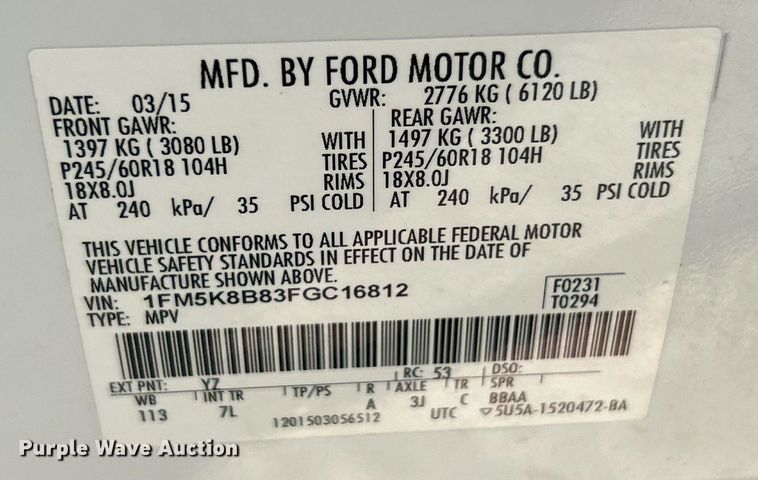 MFD. BY FORD MOTOR CO.
DATE: 03/15 GVWR: 2776 KG ( 6120 LB)
FRONT GAWR: REAR GAWR:
1397 KG ( 3080 LB) WITH 1497 KG ( 3300 LB) WITH
P245/60R18 104H TIRES P245/60R18 104H TIRES
18X8.0J RIMS 18X8.0J RIMS
AT 240 kPa/ 35 PSI COLD AT 240 kPa/ 35 PSI COLD
THIS VEHICLE CONFORMS TO ALL APPLICABLE FEDERAL MOTOR
VEHICLE SAFETY STANDARDS IN EFFECT ON THE DATE OF
MANUFACTURE SHOWN ABOVE.
VIN: 1FM5K8B83FGC16812 F0231
TYPE: MPV T0294
EXT PNT: YZ RC: 53 DSO:
WB INT TR TP/PS R AXLE TR SPR
113 7L A 3J C BBAA
1201503056512 UTC ▽5U5A-1520472-BA
Purple Wave Auction